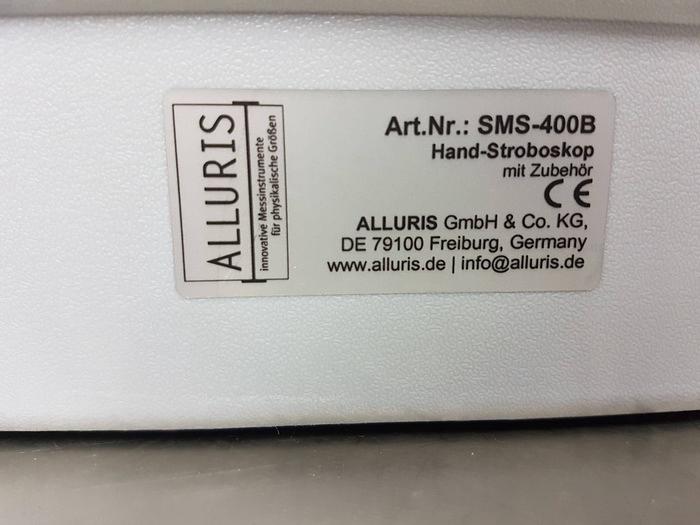 ALLURIS
innovative Messinstrumente
für physikalische Größen
Art.Nr.: SMS-400B
Hand-Stroboskop
mit Zubehör
CE
ALLURIS GmbH & Co. KG,
DE 79100 Freiburg, Germany
www.alluris.de | info@alluris.de